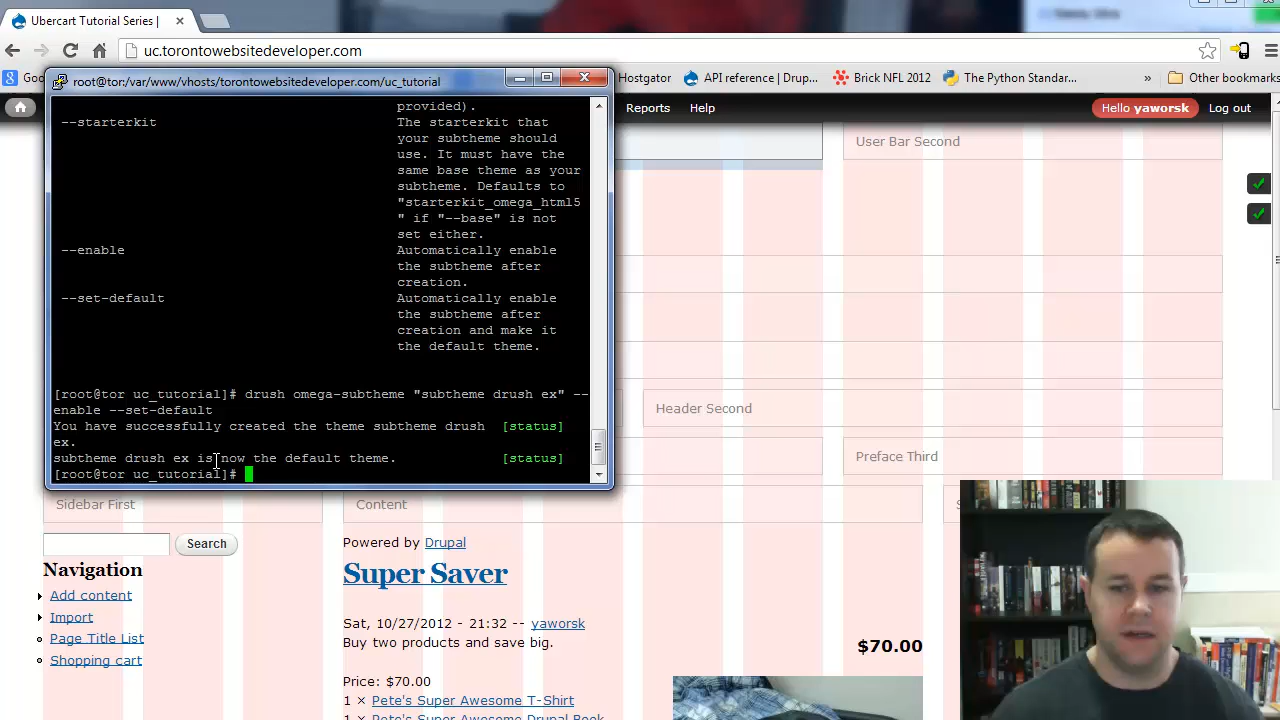 Ubercart Tutorial Series |
uc.torontowebsitedeveloper.com
Hostgator
API reference | Drup...
Brick NFL 2012
The Python Standar...
»
Other bookmarks
root@tor:/var/www/vhosts/torontowebsitedeveloper.com/uc_tutorial
Reports
Help
Hello yaworsk
Log out
provided).
--starterkit
The starterkit that
your subtheme should
use. It must have the
same base theme as your
subtheme. Defaults to
"starterkit_omega_html5
" if "--base" is not
set either.
--enable
Automatically enable
the subtheme after
creation.
--set-default
Automatically enable
the subtheme after
creation and make it
the default theme.
[root@tor uc_tutorial]# drush omega-subtheme "subtheme drush ex" --
enable --set-default
You have successfully created the theme subtheme drush [status]
ex.
subtheme drush ex is now the default theme. [status]
[root@tor uc_tutorial]#
User Bar Second
Header Second
Preface Third
Sidebar First
Content
Search
Navigation
Add content
Import
Page Title List
Shopping cart
Powered by Drupal
Super Saver
Sat, 10/27/2012 - 21:32 -- yaworsk
Buy two products and save big.
$70.00
Price: $70.00
1 × Pete's Super Awesome T-Shirt
1 × Pete's Super Awesome Drupal Book